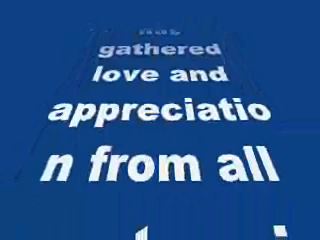 gathered
love and
appreciatio
n from all